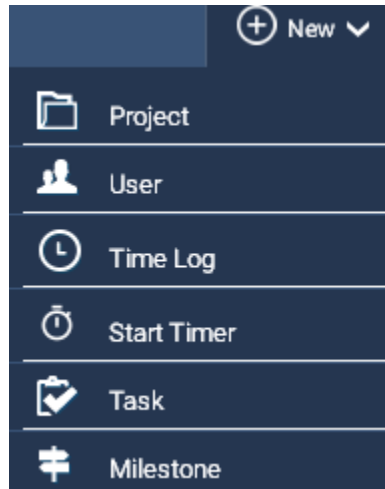 New
Project
User
Time Log
Start Timer
Task
Milestone